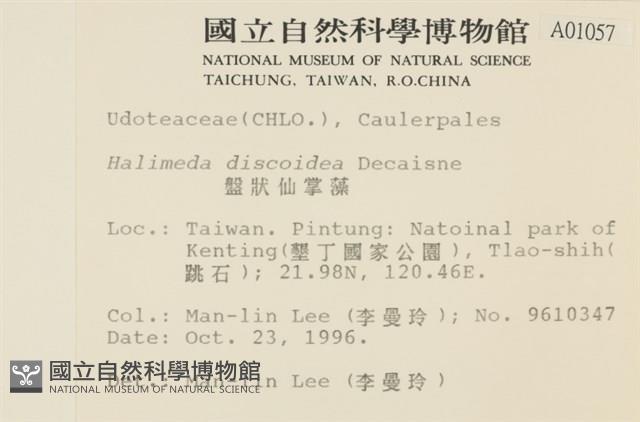 國立自然科學博物館 A01057
NATIONAL MUSEUM OF NATURAL SCIENCE
TAICHUNG, TAIWAN, R.O.CHINA
Udoteaceae(CHLO.), Caulerpales
Halimeda discoidea Decaisne
盤狀仙掌藻
Loc.: Taiwan. Pintung: Natoinal park of
Kenting(墾丁國家公園), Tlao-shih(
跳石); 21.98N, 120.46E.
Col.: Man-lin Lee (李曼玲); No. 9610347
Date: Oct. 23, 1996.
Det.: Man-lin Lee (李曼玲)
國立自然科學博物館
NATIONAL MUSEUM OF NATURAL SCIENCE